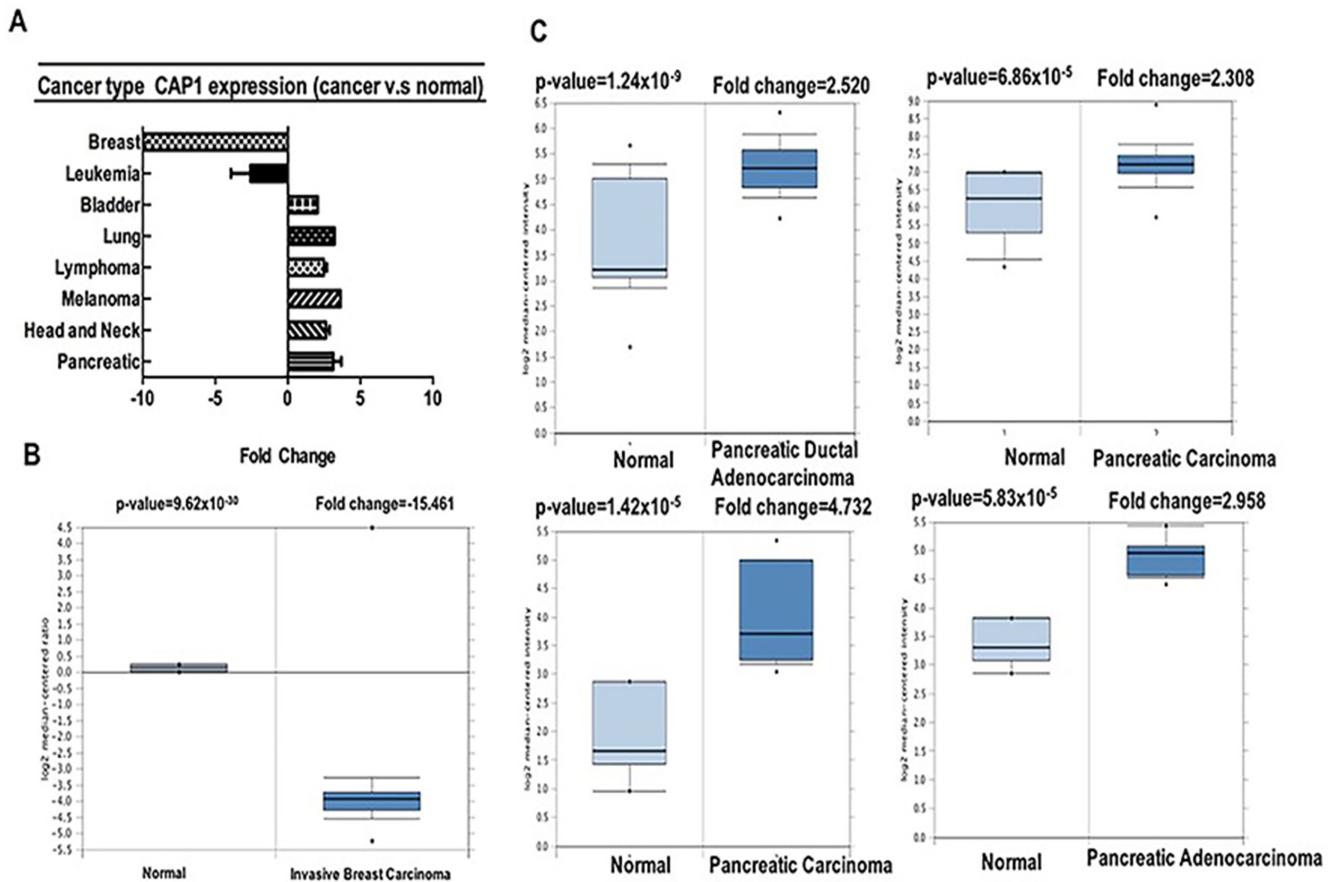 A
Cancer type CAP1 expression (cancer v.s normal)
Breast
Leukemia
Bladder
Lung
Lymphoma
Melanoma
Head and Neck
Pancreatic
-10 -5 0 5 10
Fold Change
B
p-value=9.62x10-30 Fold change=-15.461
log2 median-centered ratio
4.5
4.0
3.5
3.0
2.5
2.0
1.5
1.0
0.5
0.0
-0.5
-1.0
-1.5
-2.0
-2.5
-3.0
-3.5
-4.0
-4.5
-5.0
-5.5
Normal Invasive Breast Carcinoma
C
p-value=1.24x10-9 Fold change=2.520
log2 median-centered intensity
6.5
6.0
5.5
5.0
4.5
4.0
3.5
3.0
2.5
2.0
1.5
1.0
0.5
0.0
Normal Pancreatic Ductal
Adenocarcinoma
p-value=6.86x10-5 Fold change=2.308
log2 median-centered intensity
9.0
8.5
8.0
7.5
7.0
6.5
6.0
5.5
5.0
4.5
4.0
3.5
3.0
2.5
2.0
1.5
1.0
0.5
0.0
Normal Pancreatic Carcinoma
p-value=1.42x10-5 Fold change=4.732
log2 median-centered intensity
5.5
5.0
4.5
4.0
3.5
3.0
2.5
2.0
1.5
1.0
0.5
0.0
Normal Pancreatic Carcinoma
p-value=5.83x10-5 Fold change=2.958
log2 median-centered intensity
5.5
5.0
4.5
4.0
3.5
3.0
2.5
2.0
1.5
1.0
0.5
0.0
Normal Pancreatic Adenocarcinoma